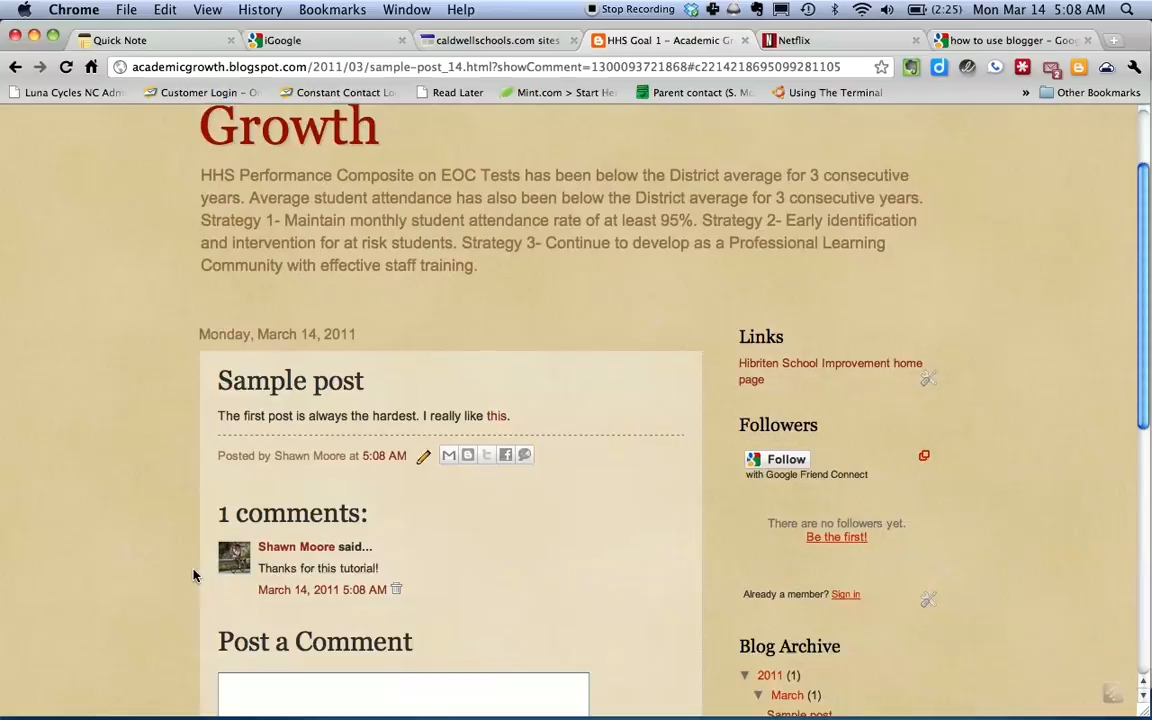 Chrome File Edit View History Bookmarks Window Help Stop Recording (2:25) Mon Mar 14 5:08 AM
Quick Note iGoogle caldwellschools.com sites HHS Goal 1 – Academic Gr Netflix how to use blogger – Goo
academicgrowth.blogspot.com/2011/03/sample-post_14.html?showComment=1300093721868#c2214218695099281105
Luna Cycles NC Adm Customer Login – O Constant Contact Lo Read Later Mint.com > Start He Parent contact (S. Mo Using The Terminal » Other Bookmarks
Growth
HHS Performance Composite on EOC Tests has been below the District average for 3 consecutive
years. Average student attendance has also been below the District average for 3 consecutive years.
Strategy 1- Maintain monthly student attendance rate of at least 95%. Strategy 2- Early identification
and intervention for at risk students. Strategy 3- Continue to develop as a Professional Learning
Community with effective staff training.
Monday, March 14, 2011
Sample post
The first post is always the hardest. I really like this.
Posted by Shawn Moore at 5:08 AM
1 comments:
Shawn Moore said...
Thanks for this tutorial!
March 14, 2011 5:08 AM
Post a Comment
Links
Hibriten School Improvement home
page
Followers
Follow
with Google Friend Connect
There are no followers yet.
Be the first!
Already a member? Sign in
Blog Archive
▼ 2011 (1)
▼ March (1)
Sample post